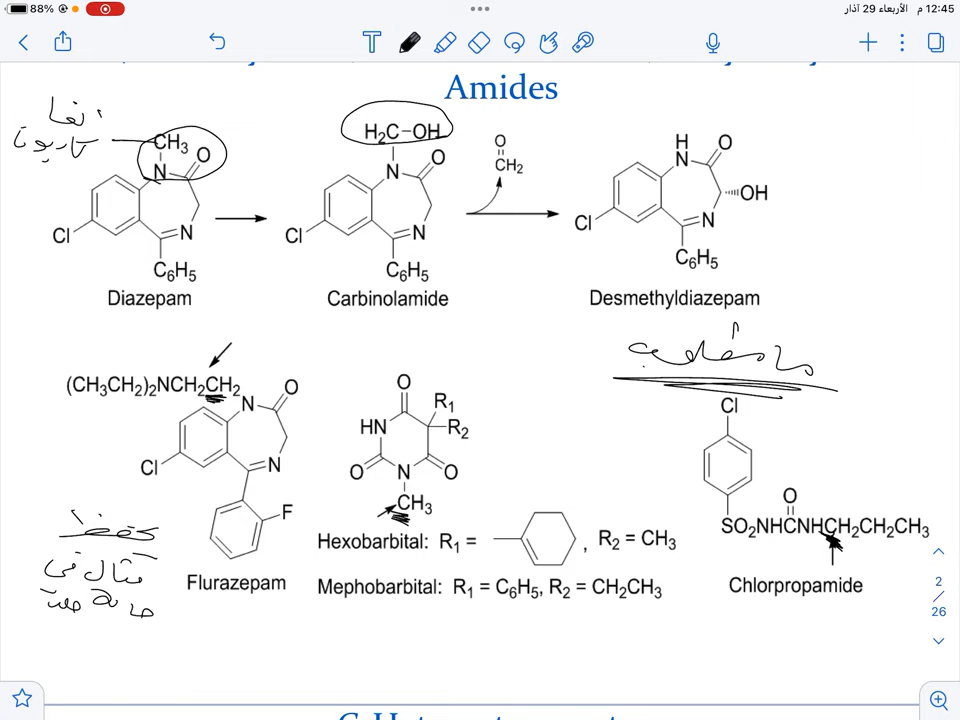 88%
12:45 م الأربعاء 29 آذار
Amides
CH3
N
O
Cl
N
C6H5
Diazepam
H2C–OH
N
O
Cl
N
C6H5
Carbinolamide
O
CH2
H
N
O
OH
Cl
N
C6H5
Desmethyldiazepam
(CH3CH2)2NCH2CH2
N
O
Cl
N
F
Flurazepam
O
R1
HN
R2
O
N
O
CH3
Hexobarbital: R1 = , R2 = CH3
Mephobarbital: R1 = C6H5, R2 = CH2CH3
Cl
O
SO2NHCNHCH2CH2CH3
Chlorpropamide
مثال في
2
/
26